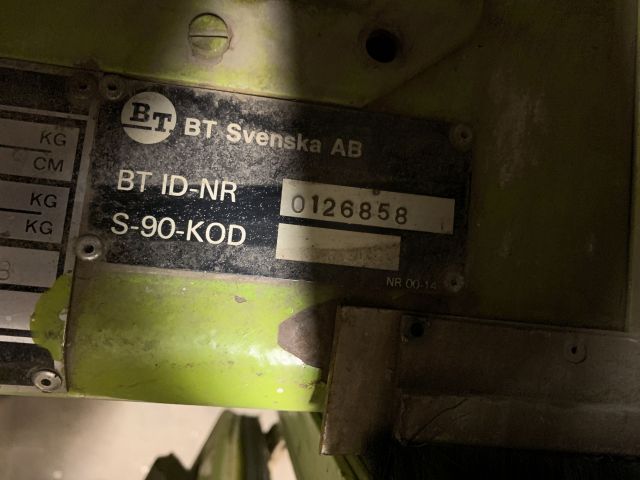 BT
BT Svenska AB
BT ID-NR 0126858
S-90-KOD
NR 00-14
KG
CM
KG
KG